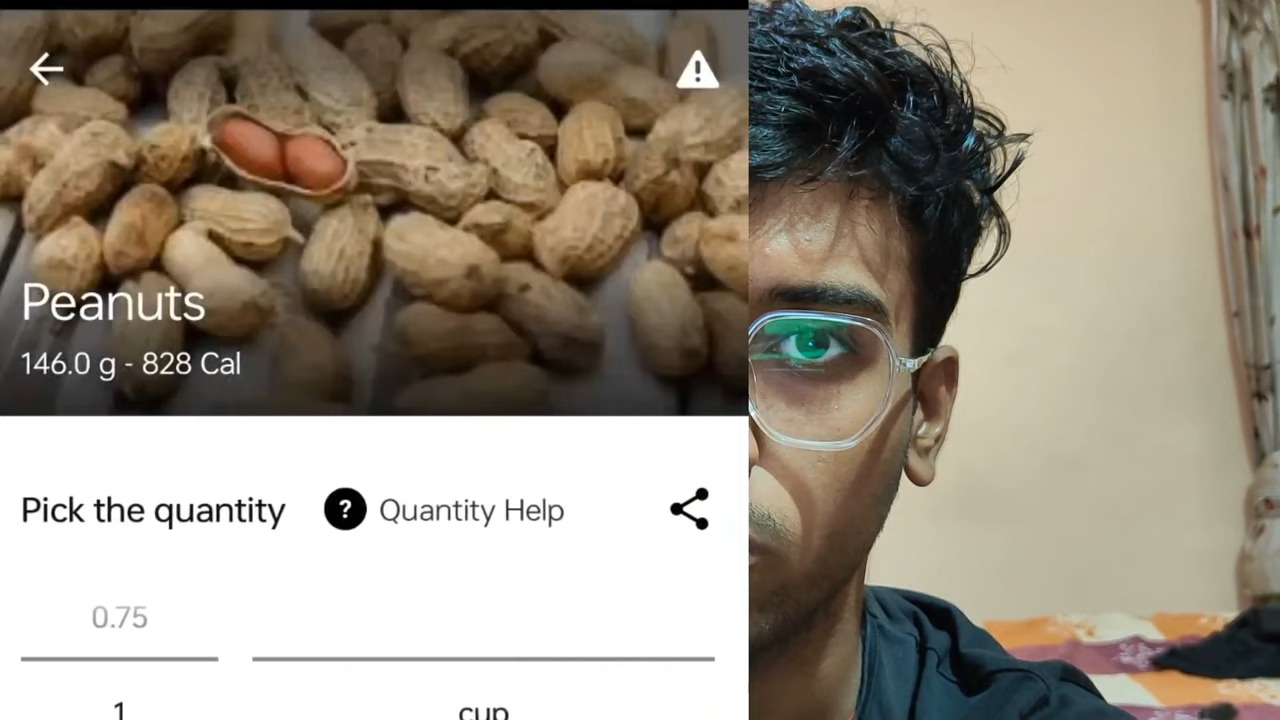 Peanuts
146.0 g - 828 Cal
Pick the quantity ? Quantity Help
0.75
1 cup